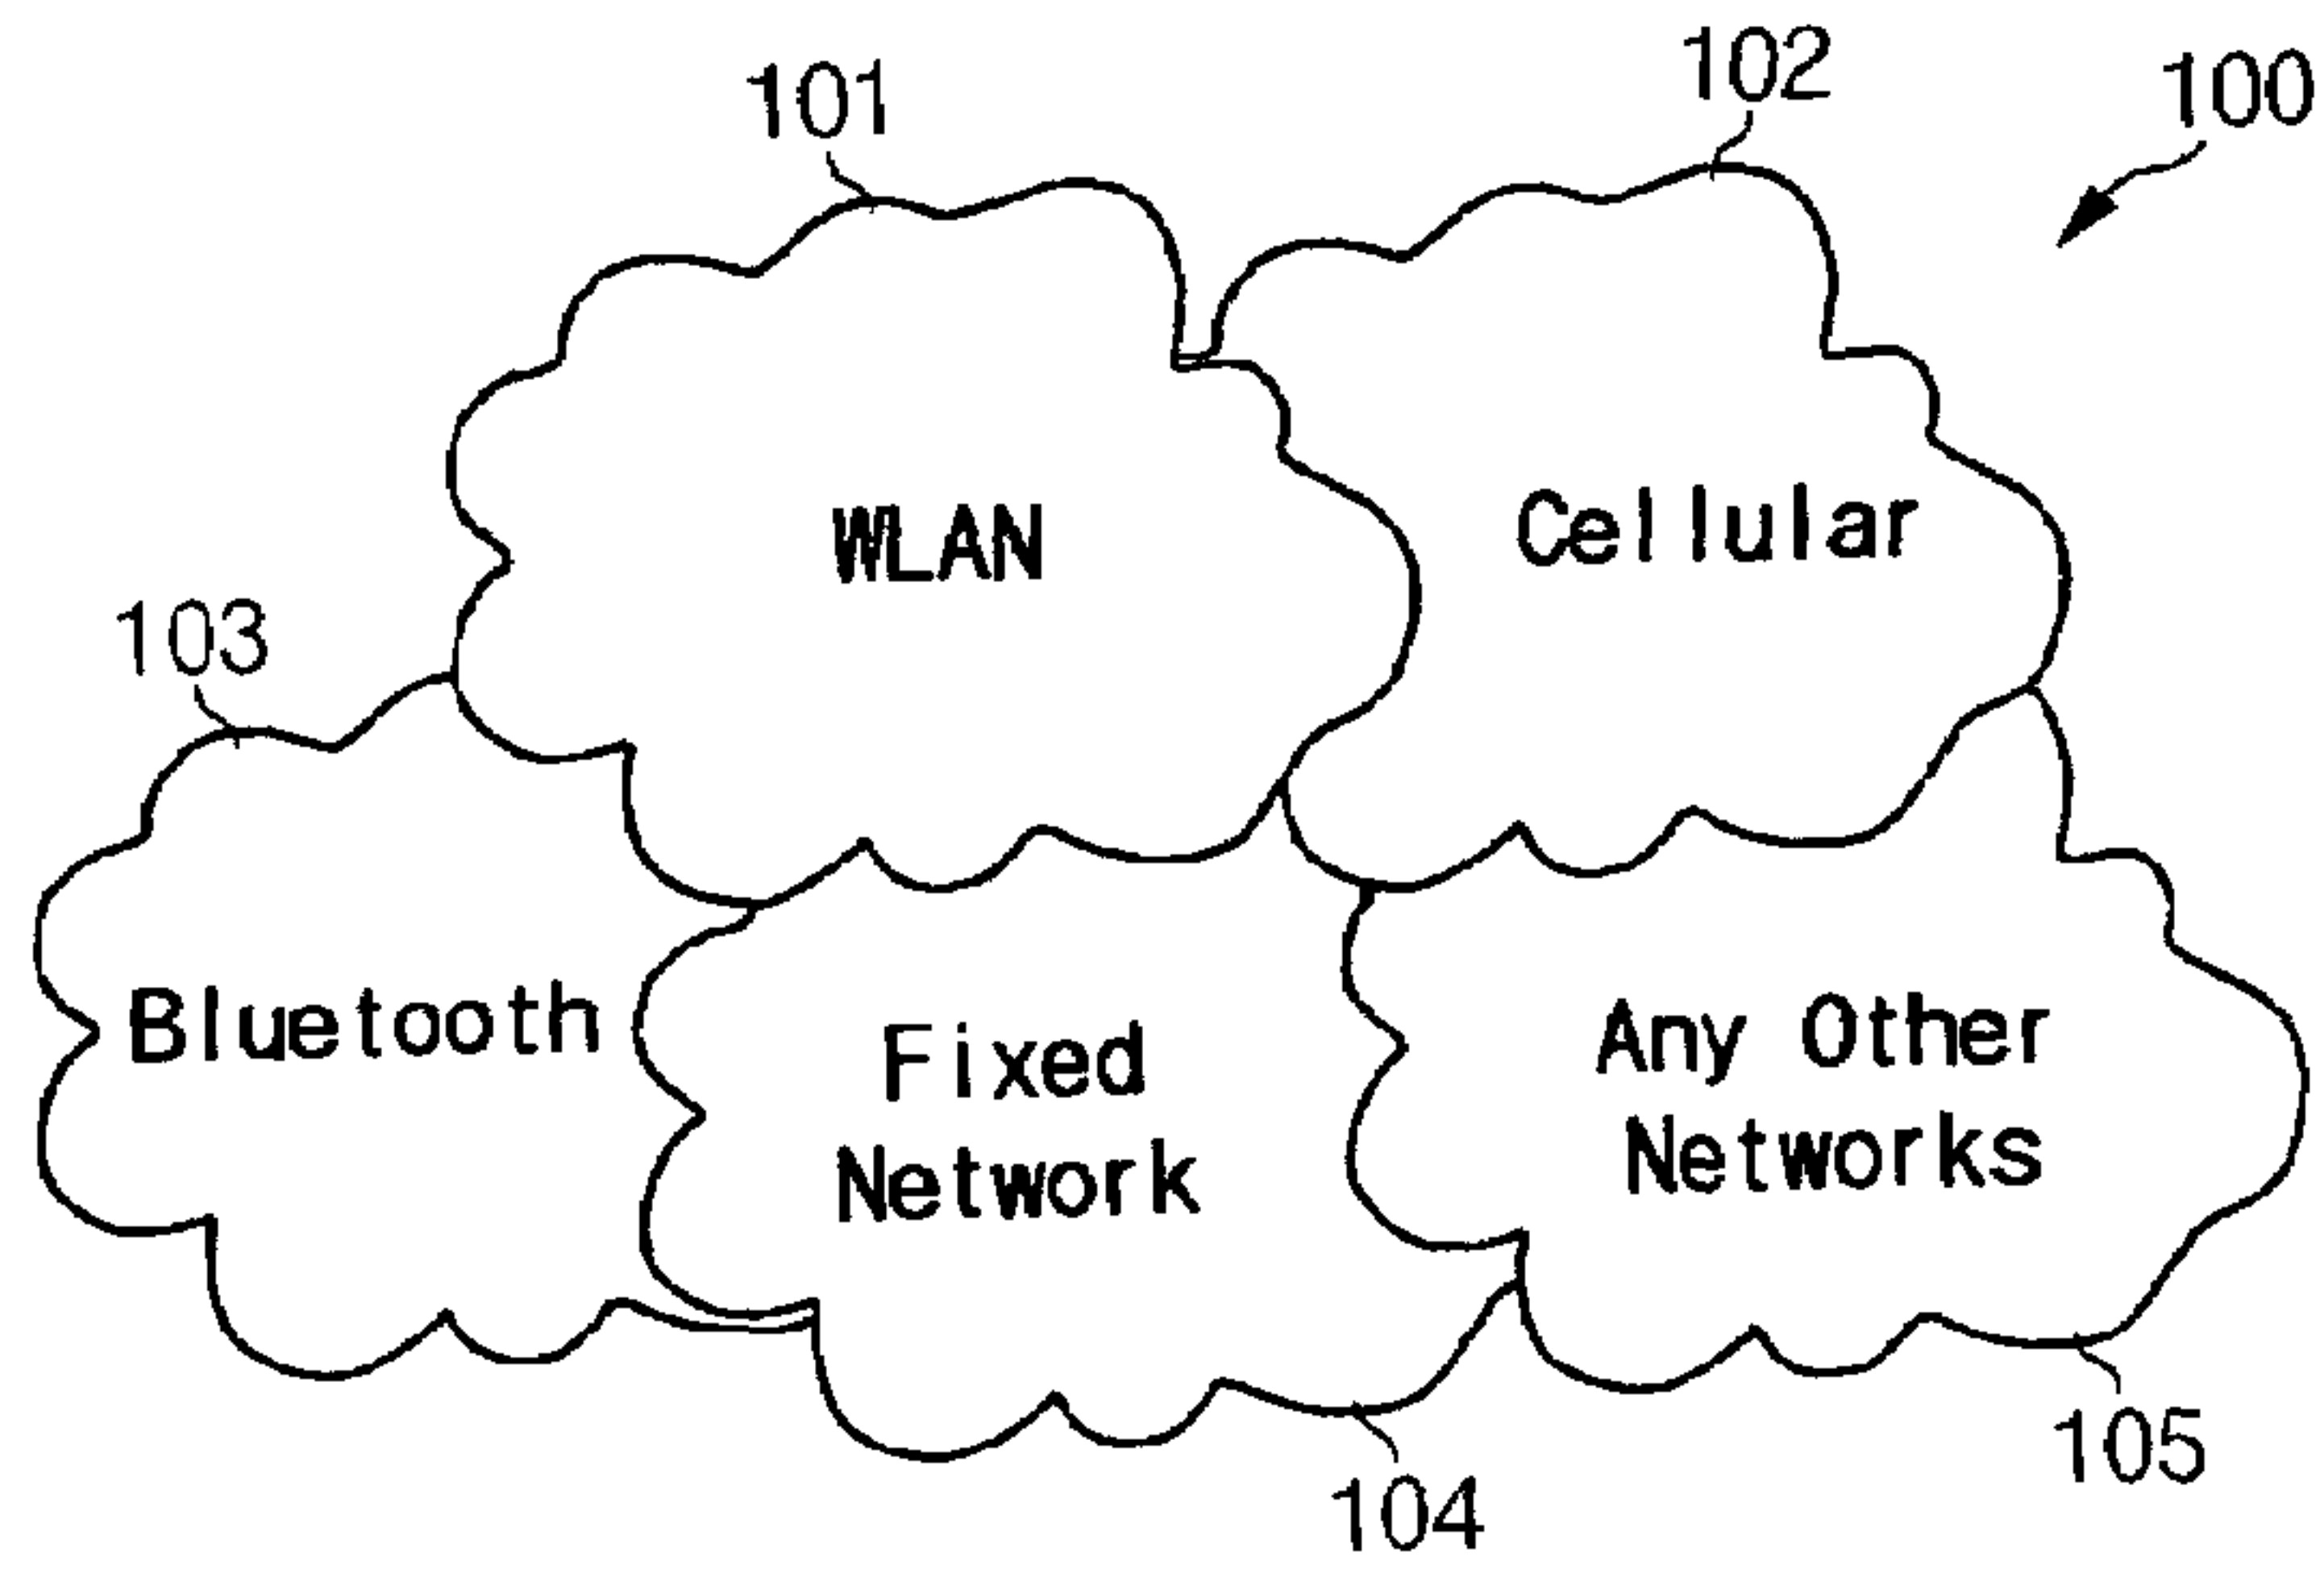 102
100
101
WLAN
Cellular
103
Bluetooth
Fixed
Network
Any Other
Networks
105
104